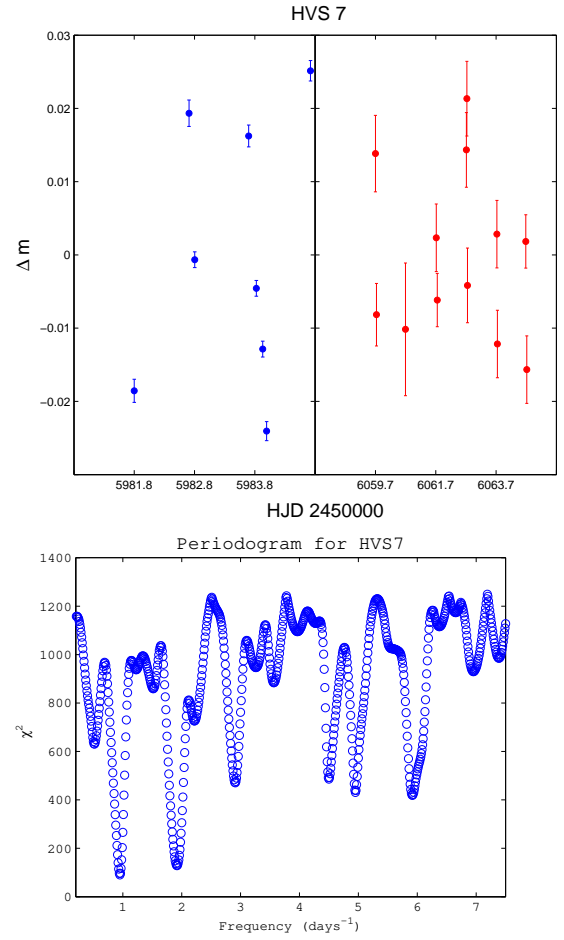 HVS 7
0.03
0.02
0.01
0
−0.01
−0.02
Δ m
5981.8 5982.8 5983.8 6059.7 6061.7 6063.7
HJD 2450000
Periodogram for HVS7
1400
1200
1000
800
600
400
200
0
χ²
1 2 3 4 5 6 7
Frequency (days⁻¹)